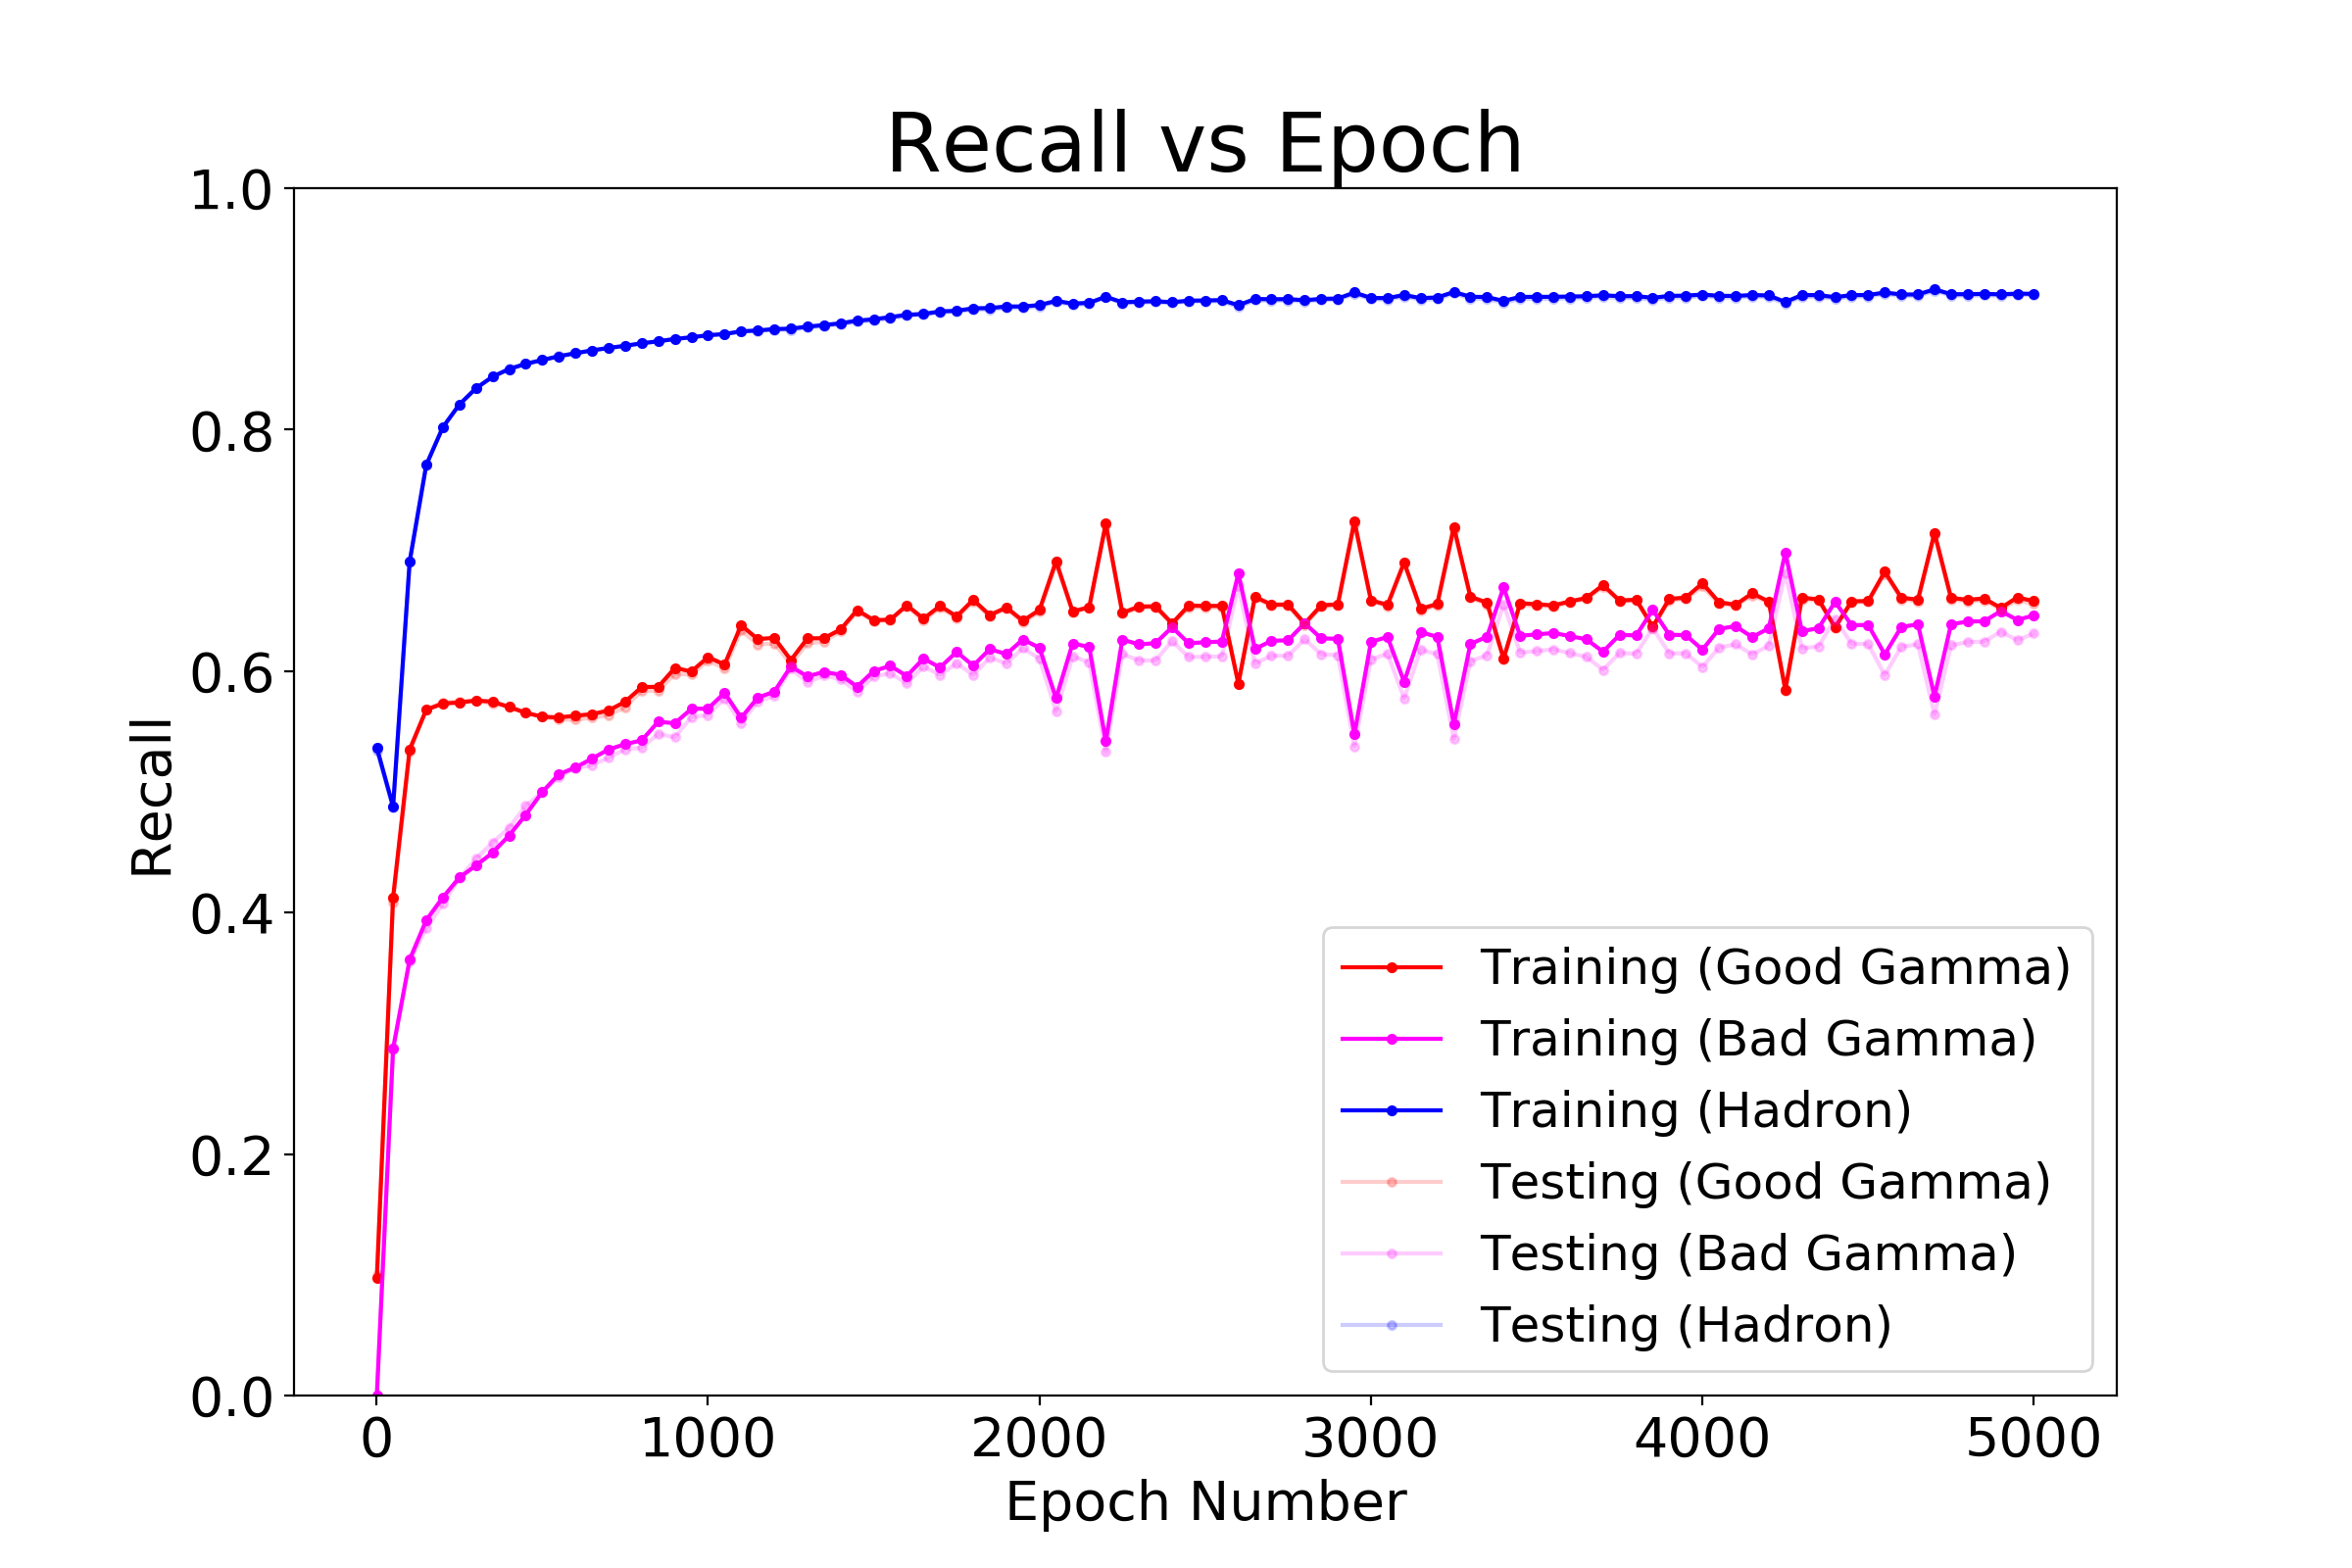 Recall vs Epoch
1.0
0.8
0.6
0.4
0.2
0.0
Recall
0 1000 2000 3000 4000 5000
Epoch Number
Training (Good Gamma)
Training (Bad Gamma)
Training (Hadron)
Testing (Good Gamma)
Testing (Bad Gamma)
Testing (Hadron)